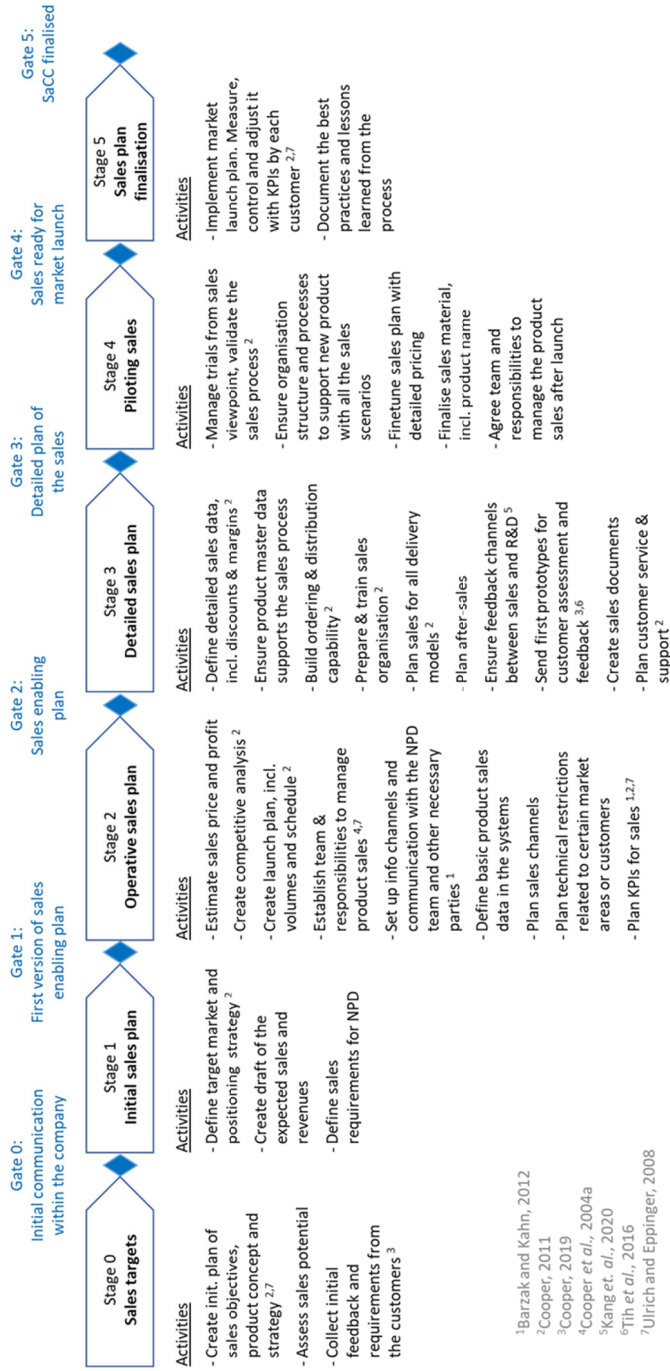 Gate 0:
Initial communication
within the company
Gate 1:
First version of sales
enabling plan
Gate 2:
Sales enabling
plan
Gate 3:
Detailed plan of
the sales
Gate 4:
Sales ready for
market launch
Gate 5:
SaCC finalised
Stage 0
Sales targets
Stage 1
Initial sales plan
Stage 2
Operative sales plan
Stage 3
Detailed sales plan
Stage 4
Piloting sales
Stage 5
Sales plan
finalisation
Activities
- Create init. plan of
sales objectives,
product concept and
strategy 2,7
- Assess sales potential
- Collect initial
feedback and
requirements from
the customers 3
Activities
- Define target market and
positioning strategy 2
- Create draft of the
expected sales and
revenues
- Define sales
requirements for NPD
Activities
- Estimate sales price and profit
- Create competitive analysis 2
- Create launch plan, incl.
volumes and schedule 2
- Establish team &
responsibilities to manage
product sales 4,7
- Set up info channels and
communication with the NPD
team and other necessary
parties 1
- Define basic product sales
data in the systems
- Plan sales channels
- Plan technical restrictions
related to certain market
areas or customers
- Plan KPIs for sales 1,2,7
Activities
- Define detailed sales data,
incl. discounts & margins 2
- Ensure product master data
supports the sales process
- Build ordering & distribution
capability 2
- Prepare & train sales
organisation 2
- Plan sales for all delivery
models 2
- Plan after-sales
- Ensure feedback channels
between sales and R&D 5
- Send first prototypes for
customer assessment and
feedback 3,6
- Create sales documents
- Plan customer service &
support 2
Activities
- Manage trials from sales
viewpoint, validate the
sales process 2
- Ensure organisation
structure and processes
to support new product
with all the sales
scenarios
- Finetune sales plan with
detailed pricing
- Finalise sales material,
incl. product name
- Agree team and
responsibilities to
manage the product
sales after launch
Activities
- Implement market
launch plan. Measure,
control and adjust it
with KPIs by each
customer 2,7
- Document the best
practices and lessons
learned from the
process
1Barzak and Kahn, 2012
2Cooper, 2011
3Cooper, 2019
4Cooper et al., 2004a
5Kang et. al., 2020
6Tih et al., 2016
7Ulrich and Eppinger, 2008